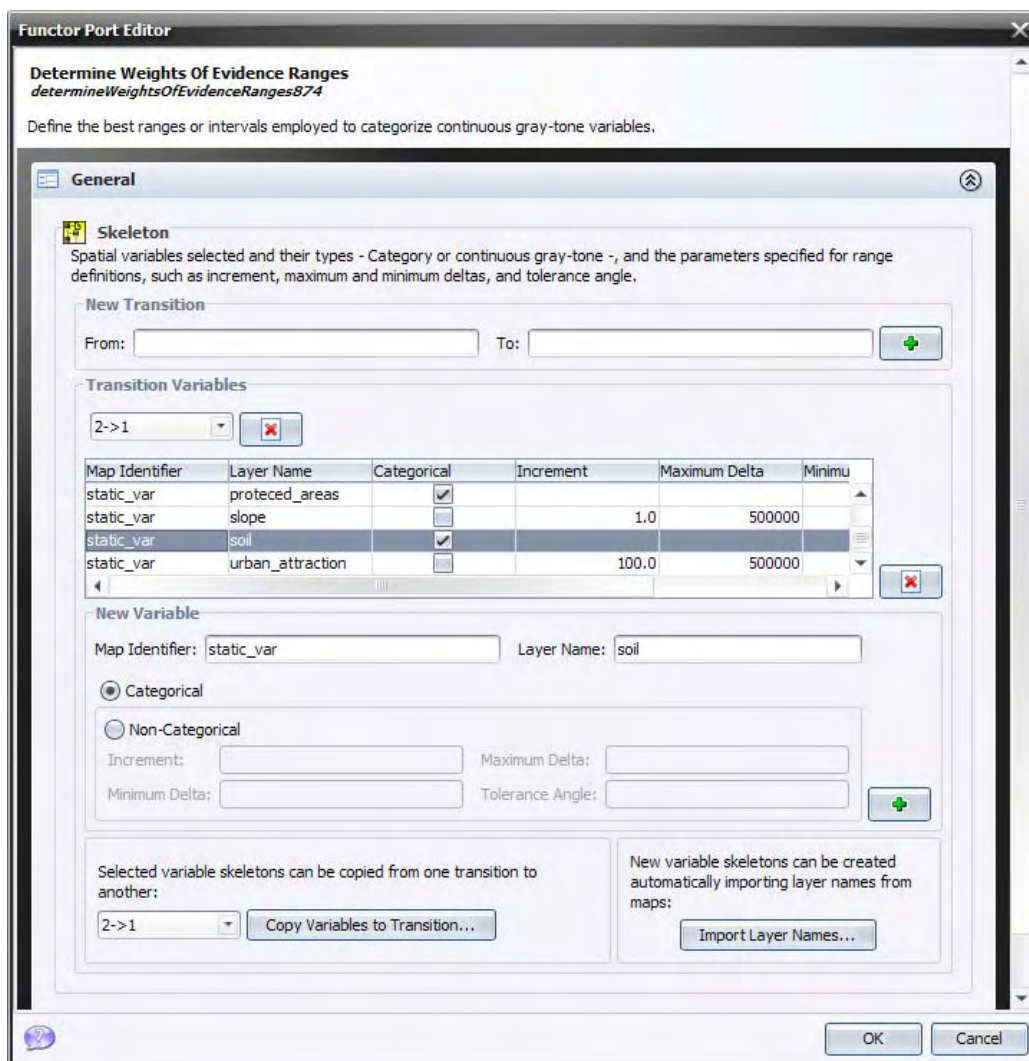 Functor Port Editor
Determine Weights Of Evidence Ranges
determineWeightsOfEvidenceRanges874
Define the best ranges or intervals employed to categorize continuous gray-tone variables.
General
Skeleton
Spatial variables selected and their types - Category or continuous gray-tone -, and the parameters specified for range
definitions, such as increment, maximum and minimum deltas, and tolerance angle.
New Transition
From: To:
Transition Variables
2->1
Map Identifier Layer Name Categorical Increment Maximum Delta Minimu
static_var proteced_areas
static_var slope 1.0 500000
static_var soil
static_var urban_attraction 100.0 500000
New Variable
Map Identifier: static_var Layer Name: soil
Categorical
Non-Categorical
Increment: Maximum Delta:
Minimum Delta: Tolerance Angle:
Selected variable skeletons can be copied from one transition to
another:
2->1 Copy Variables to Transition...
New variable skeletons can be created
automatically importing layer names from
maps:
Import Layer Names...
OK Cancel